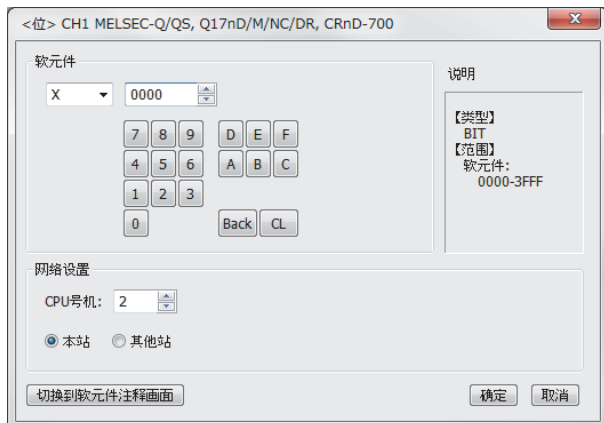 <位> CH1 MELSEC-Q/QS, Q17nD/M/NC/DR, CRnD-700
软元件
X 0000
7 8 9 D E F
4 5 6 A B C
1 2 3
0 Back CL
说明
【类型】
BIT
【范围】
软元件:
0000-3FFF
网络设置
CPU号机: 2
本站 其他站
切换到软元件注释画面 确定 取消